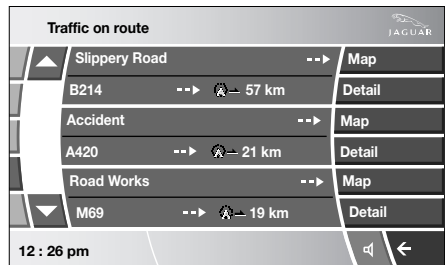 Traffic on route
JAGUAR
Slippery Road Map
B214 57 km Detail
Accident Map
A420 21 km Detail
Road Works Map
M69 19 km Detail
12 : 26 pm